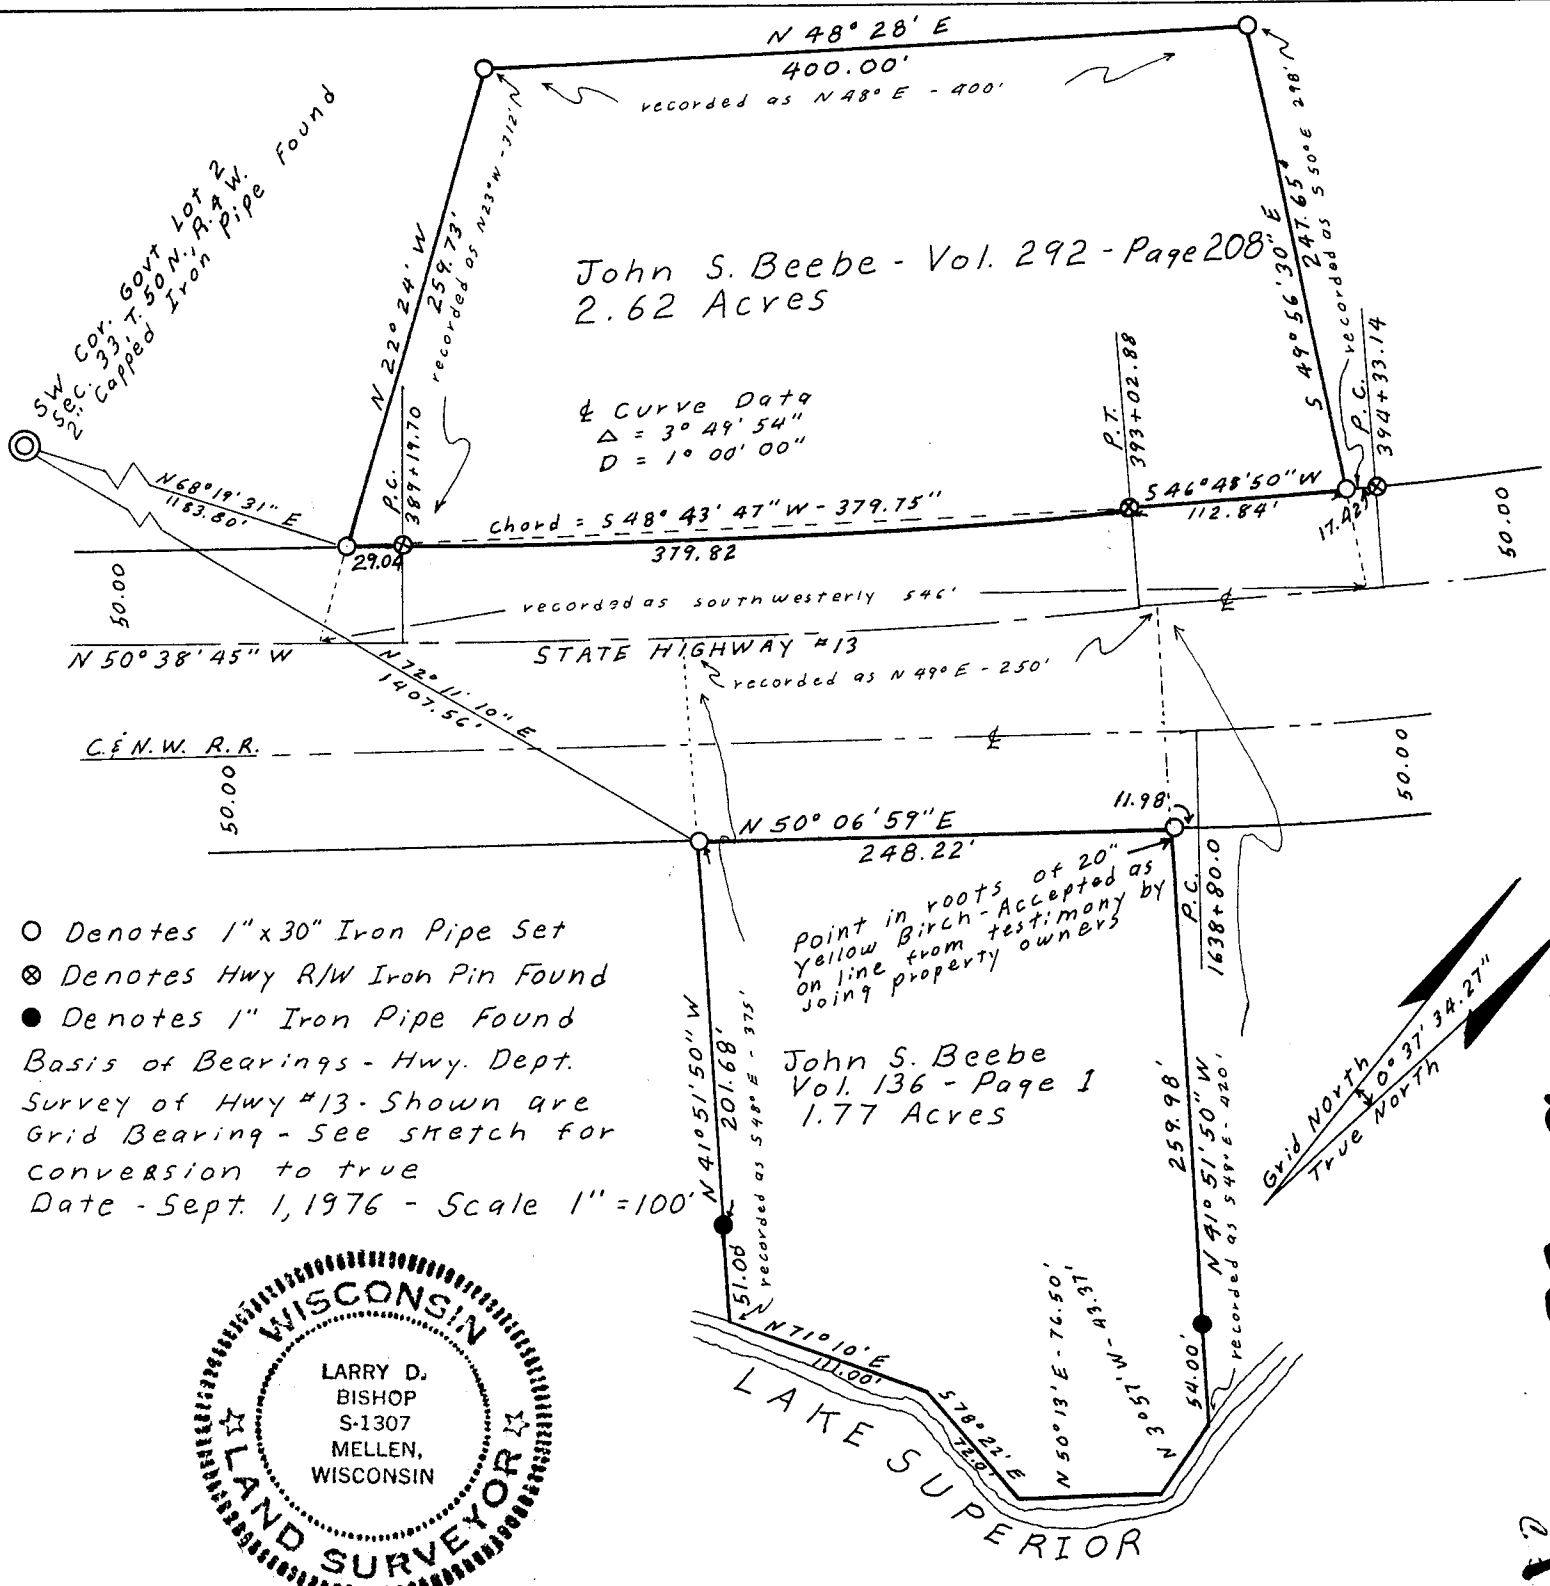 N 48° 28' E
400.00'
recorded as N 48° E - 400'
SW Cor. Govt Lot 2
Sec. 33, T. 50 N., R. 4 W.
2" Capped Iron Pipe Found
N 22° 24' W
259.73'
recorded as N 23° W - 312'
S 49° 56' 30" E
247.65'
recorded as S 50° E 298'
John S. Beebe - Vol. 292 - Page 208
2.62 Acres
℄ Curve Data
Δ = 3° 49' 54"
D = 1° 00' 00"
P.C.
389+19.70
P.T.
393+02.88
P.C.
394+33.14
N 68° 19' 31" E
1183.80'
29.04
chord = S 48° 43' 47" W - 379.75"
379.82
S 46° 48' 50" W
112.84'
17.42'
50.00
50.00
recorded as southwesterly 546'
℄
N 50° 38' 45" W
STATE HIGHWAY #13
N 72° 11' 10" E
1407.56'
recorded as N 49° E - 250'
C. & N.W. R.R.
℄
50.00
50.00
11.98'
N 50° 06' 59" E
248.22'
P.C.
1638+80.0
Point in roots of 20"
Yellow Birch - Accepted as
on line from testimony by
joing property owners
O Denotes 1" x 30" Iron Pipe Set
⊗ Denotes Hwy R/W Iron Pin Found
● Denotes 1" Iron Pipe Found
Basis of Bearings - Hwy. Dept.
Survey of Hwy #13 - Shown are
Grid Bearing - See sketch for
conversion to true
Date - Sept. 1, 1976 - Scale 1" = 100'
N 41° 51' 50" W
201.68'
recorded as S 48° E - 375'
51.00
John S. Beebe
Vol. 136 - Page 1
1.77 Acres
259.98'
N 41° 51' 50" W
recorded as S 48° E - 420'
54.00'
Grid North
0° 37' 34.27"
True North
N 71° 10' E
111.00'
S 78° 22' E
72.0'
N 50° 13' E - 76.50'
N 3° 57' W - 43.37'
LAKE SUPERIOR
WISCONSIN
LARRY D.
BISHOP
S-1307
MELLEN,
WISCONSIN
LAND SURVEYOR